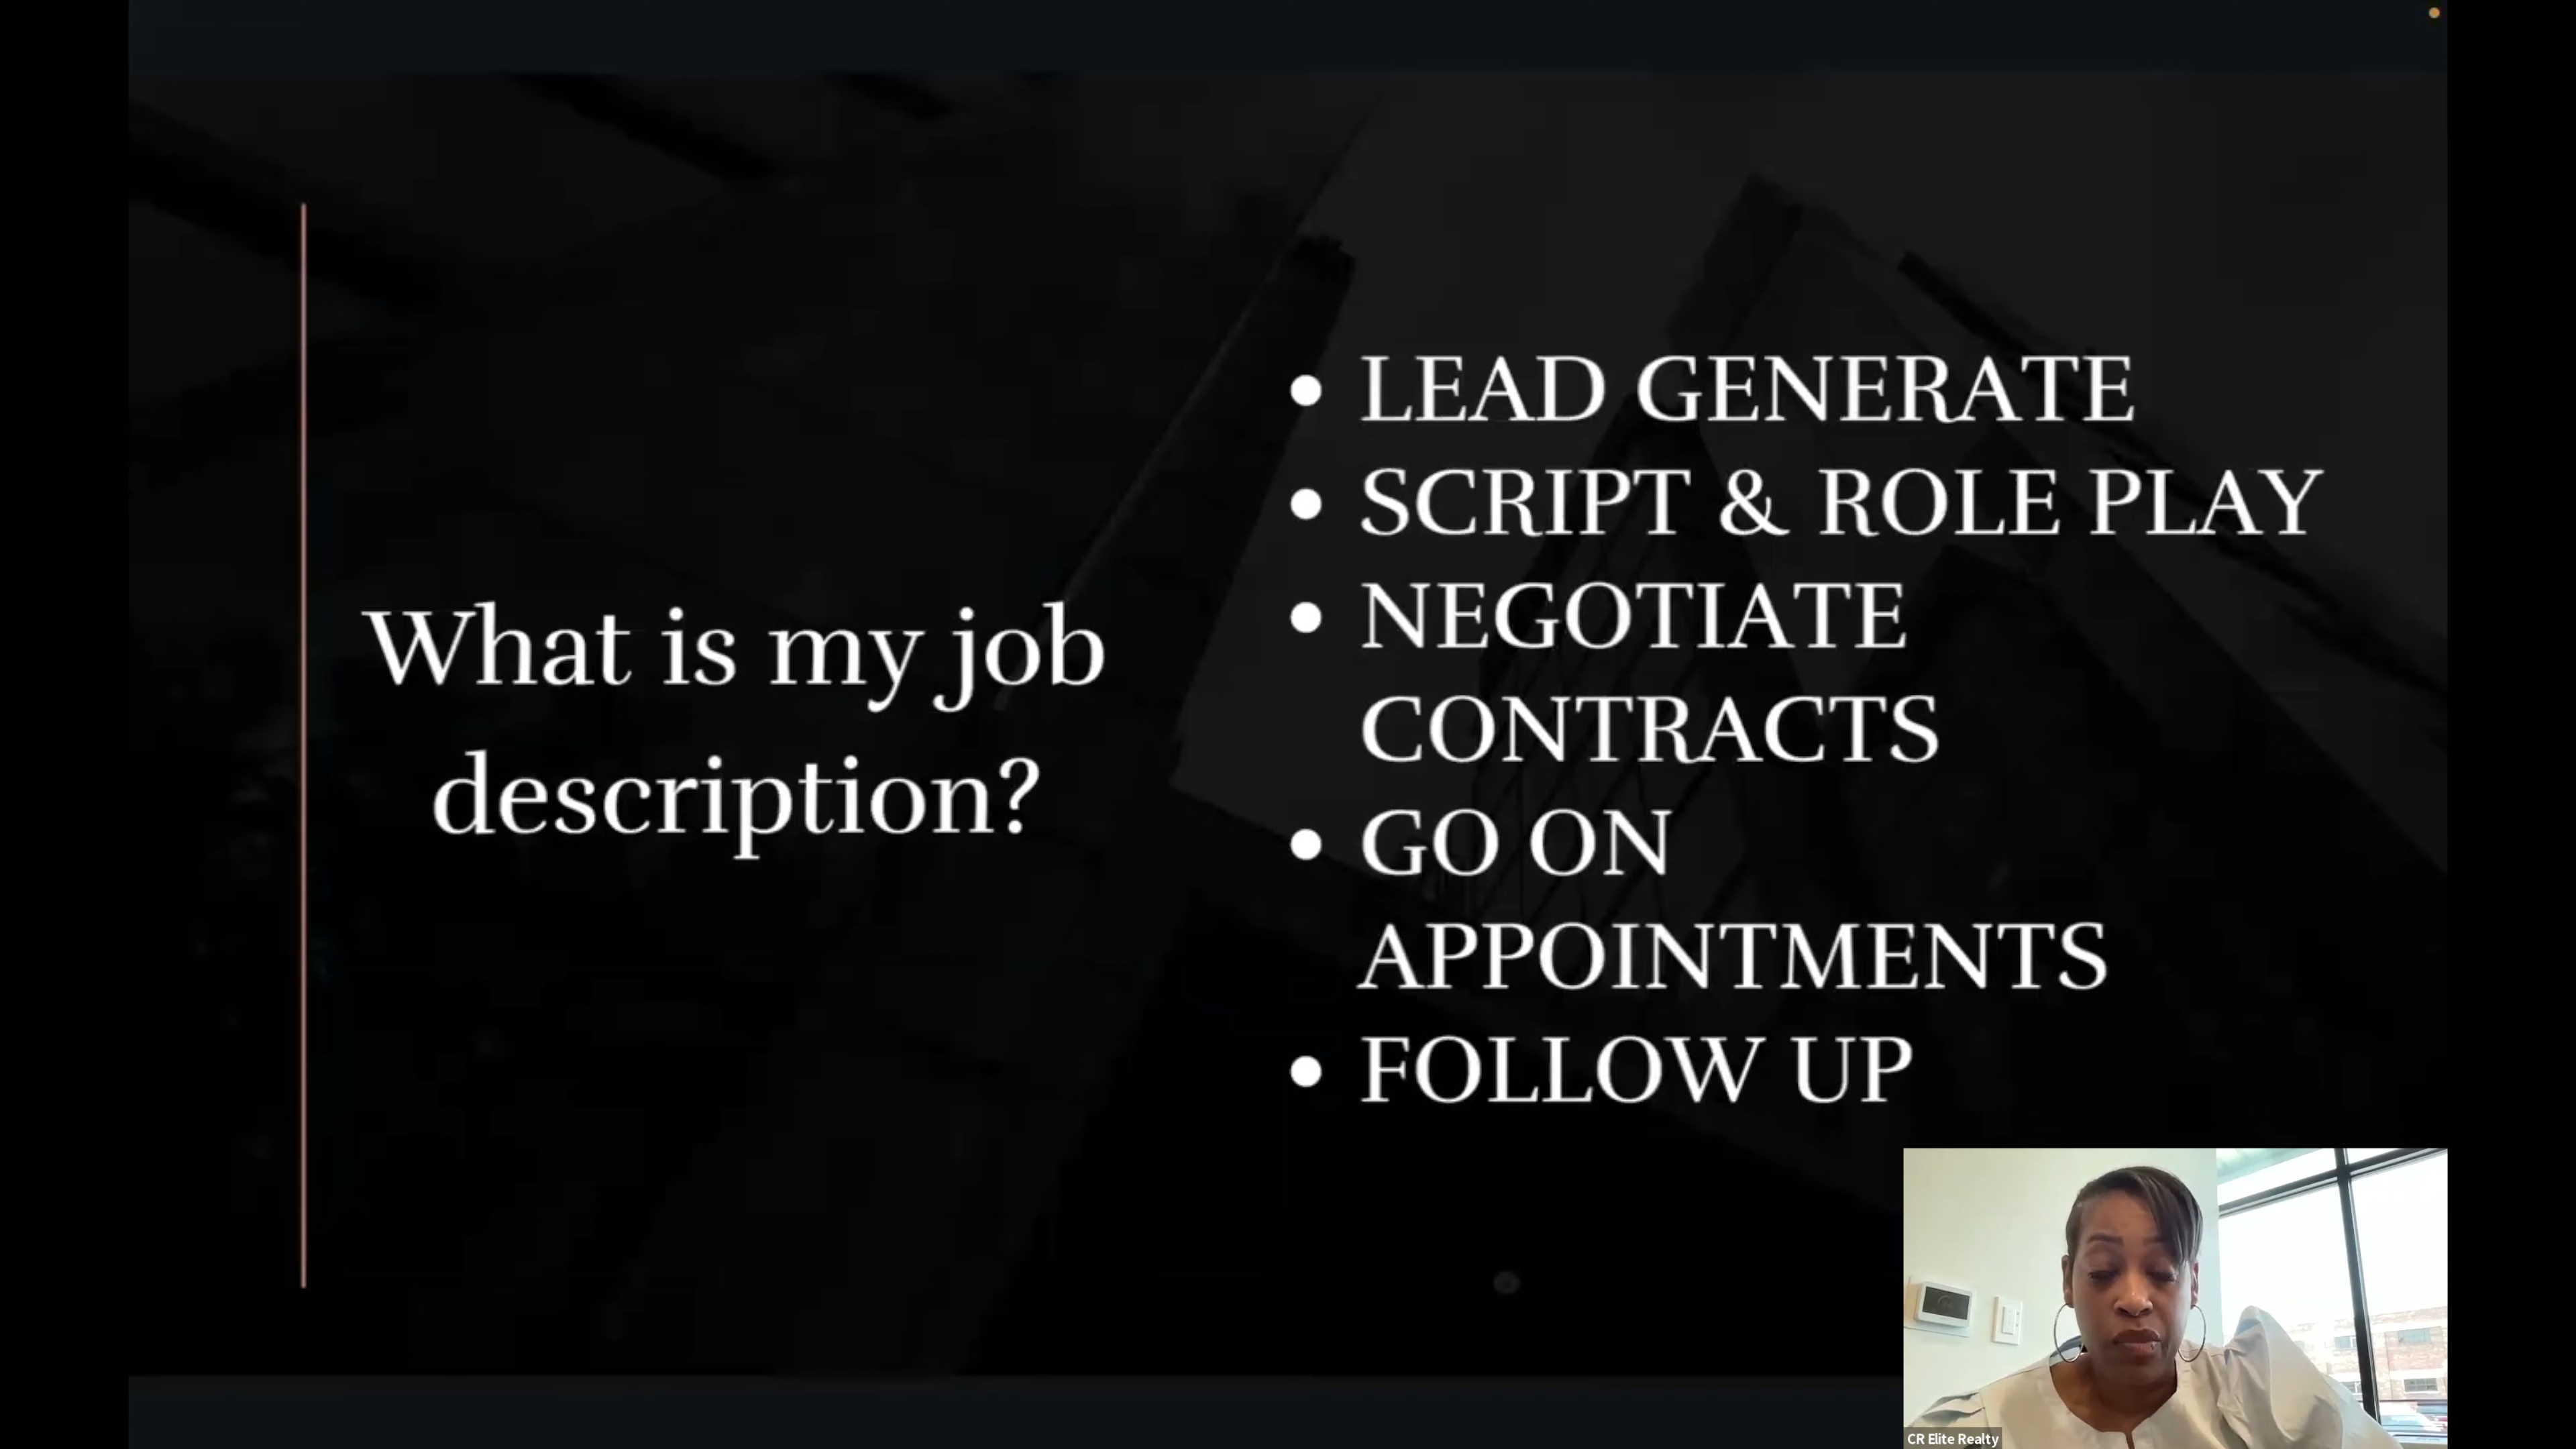 What is my job
description?
• LEAD GENERATE
• SCRIPT & ROLE PLAY
• NEGOTIATE
CONTRACTS
• GO ON
APPOINTMENTS
• FOLLOW UP
CR Elite Realty